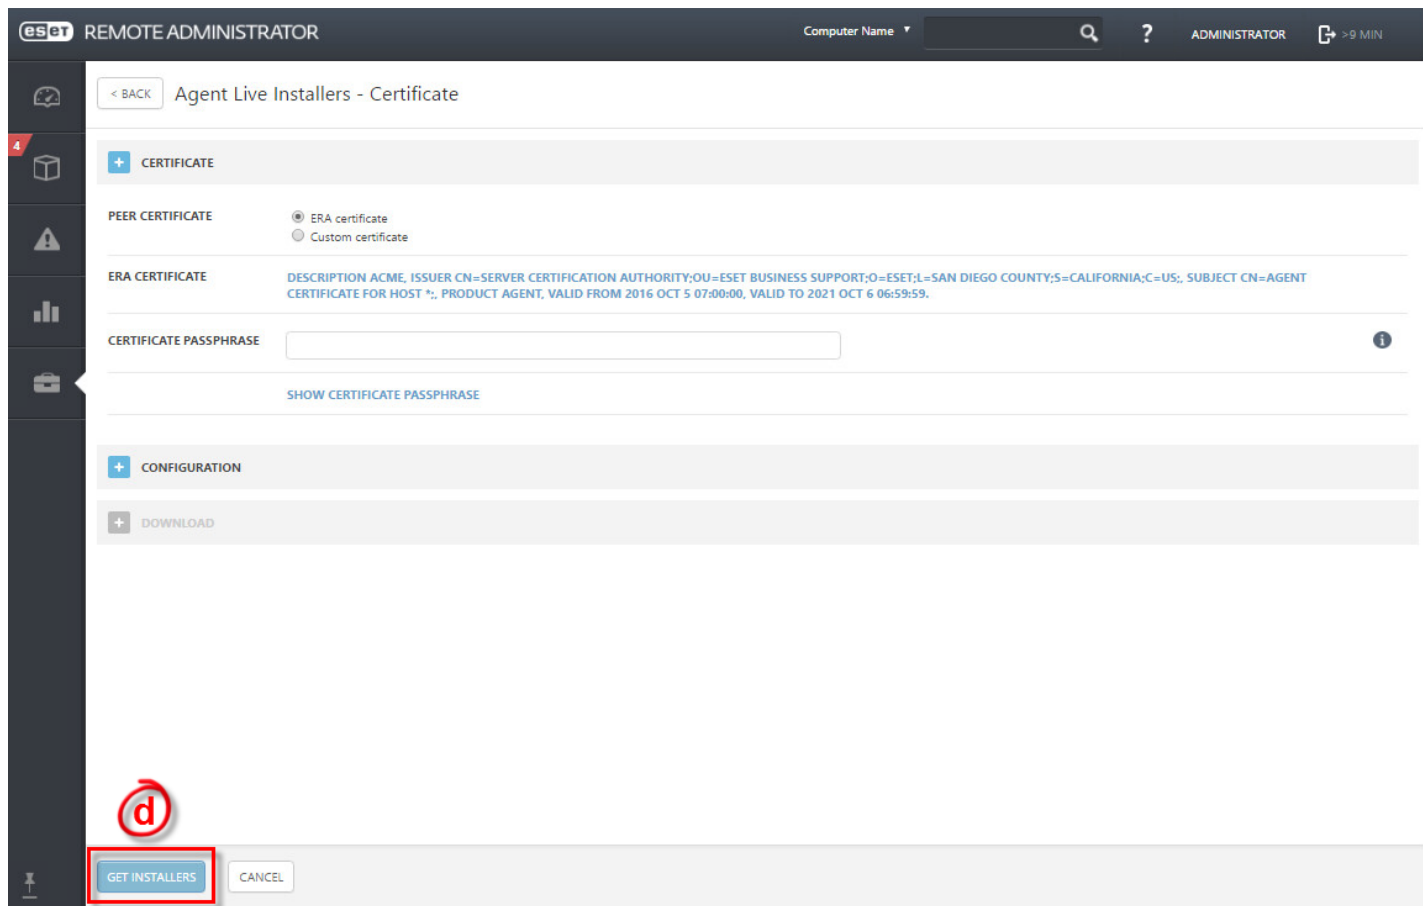 eset REMOTE ADMINISTRATOR
Computer Name ▼
? ADMINISTRATOR >9 MIN
< BACK Agent Live Installers - Certificate
4
+ CERTIFICATE
PEER CERTIFICATE
ERA certificate
Custom certificate
ERA CERTIFICATE
DESCRIPTION ACME, ISSUER CN=SERVER CERTIFICATION AUTHORITY;OU=ESET BUSINESS SUPPORT;O=ESET;L=SAN DIEGO COUNTY;S=CALIFORNIA;C=US;, SUBJECT CN=AGENT
CERTIFICATE FOR HOST *;, PRODUCT AGENT, VALID FROM 2016 OCT 5 07:00:00, VALID TO 2021 OCT 6 06:59:59.
CERTIFICATE PASSPHRASE
SHOW CERTIFICATE PASSPHRASE
+ CONFIGURATION
+ DOWNLOAD
d
GET INSTALLERS CANCEL